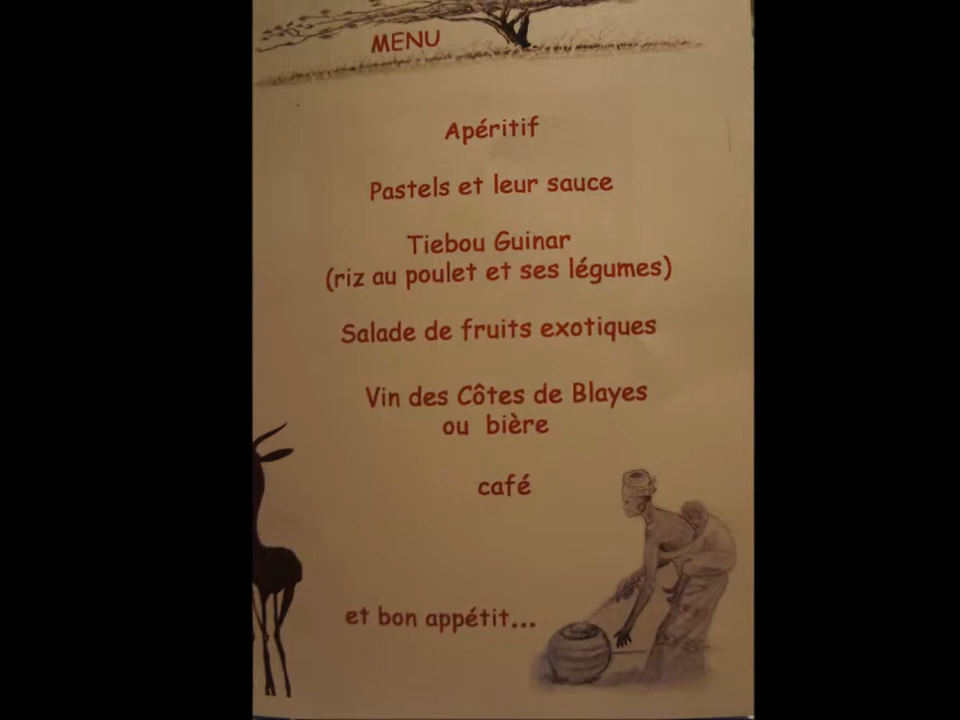 MENU
Apéritif
Pastels et leur sauce
Tiebou Guinar
(riz au poulet et ses légumes)
Salade de fruits exotiques
Vin des Côtes de Blayes
ou bière
café
et bon appétit...